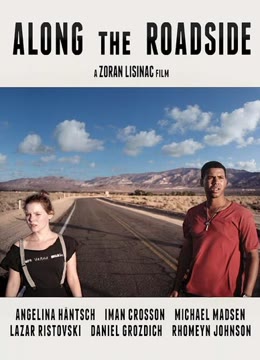 ALONG THE ROADSIDE
A ZORAN LISINAC FILM
ANGELINA HÄNTSCH IMAN CROSSON MICHAEL MADSEN
LAZAR RISTOVSKI DANIEL GROZDICH RHOMEYN JOHNSON